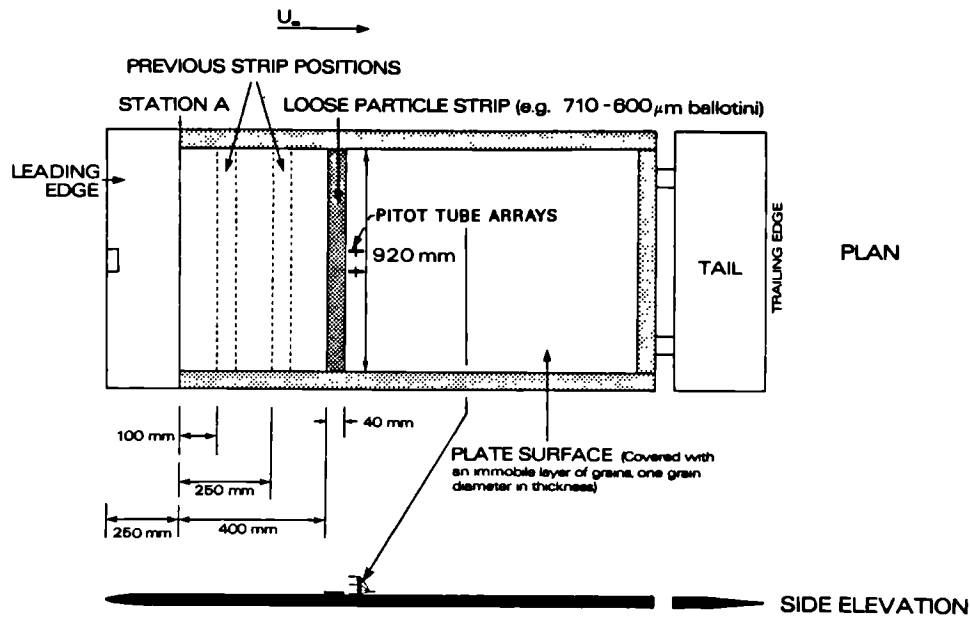 U∞
PREVIOUS STRIP POSITIONS
STATION A
LOOSE PARTICLE STRIP (e.g. 710-600μm ballotini)
LEADING
EDGE
PITOT TUBE ARRAYS
920 mm
TAIL
TRAILING EDGE
PLAN
100 mm
40 mm
PLATE SURFACE (Covered with
an immobile layer of grains, one grain
diameter in thickness)
250 mm
250 mm
400 mm
SIDE ELEVATION